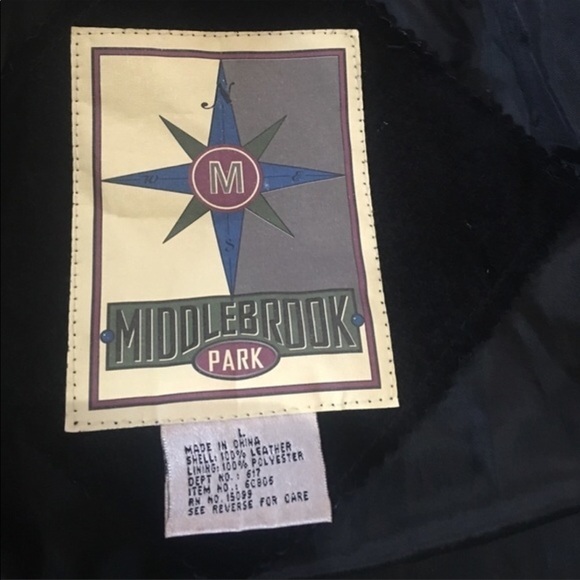 N
W
M
E
S
MIDDLEBROOK
PARK
L
MADE IN CHINA
SHELL: 100% LEATHER
LINING: 100% POLYESTER
DEPT NO.: 617
ITEM NO.: 6C905
RN NO. 15099
SEE REVERSE FOR CARE